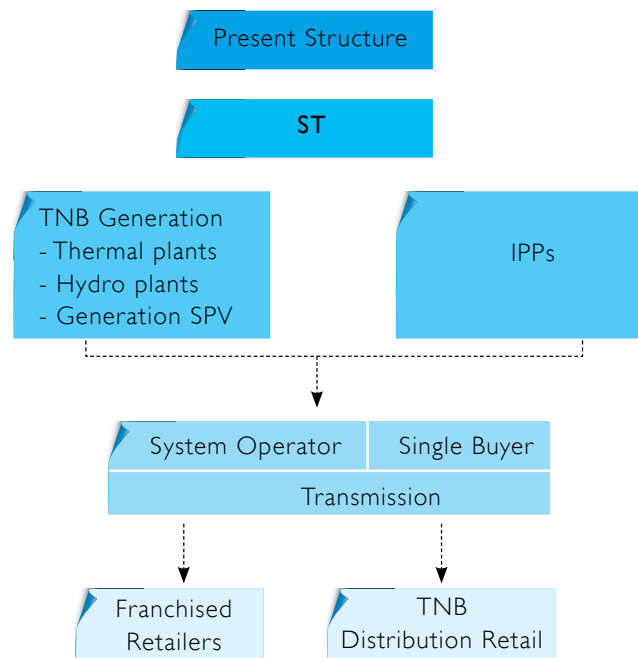 Present Structure
ST
TNB Generation
- Thermal plants
- Hydro plants
- Generation SPV
IPPs
System Operator
Single Buyer
Transmission
Franchised
Retailers
TNB
Distribution Retail